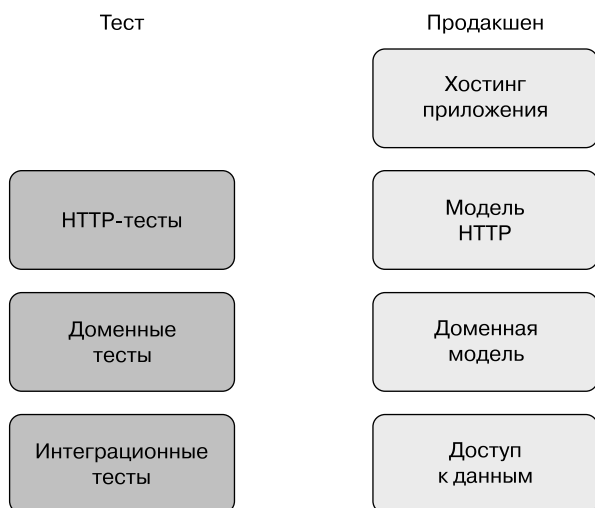 Тест
Продакшен
Хостинг
приложения
HTTP-тесты
Модель
HTTP
Доменные
тесты
Доменная
модель
Интеграционные
тесты
Доступ
к данным